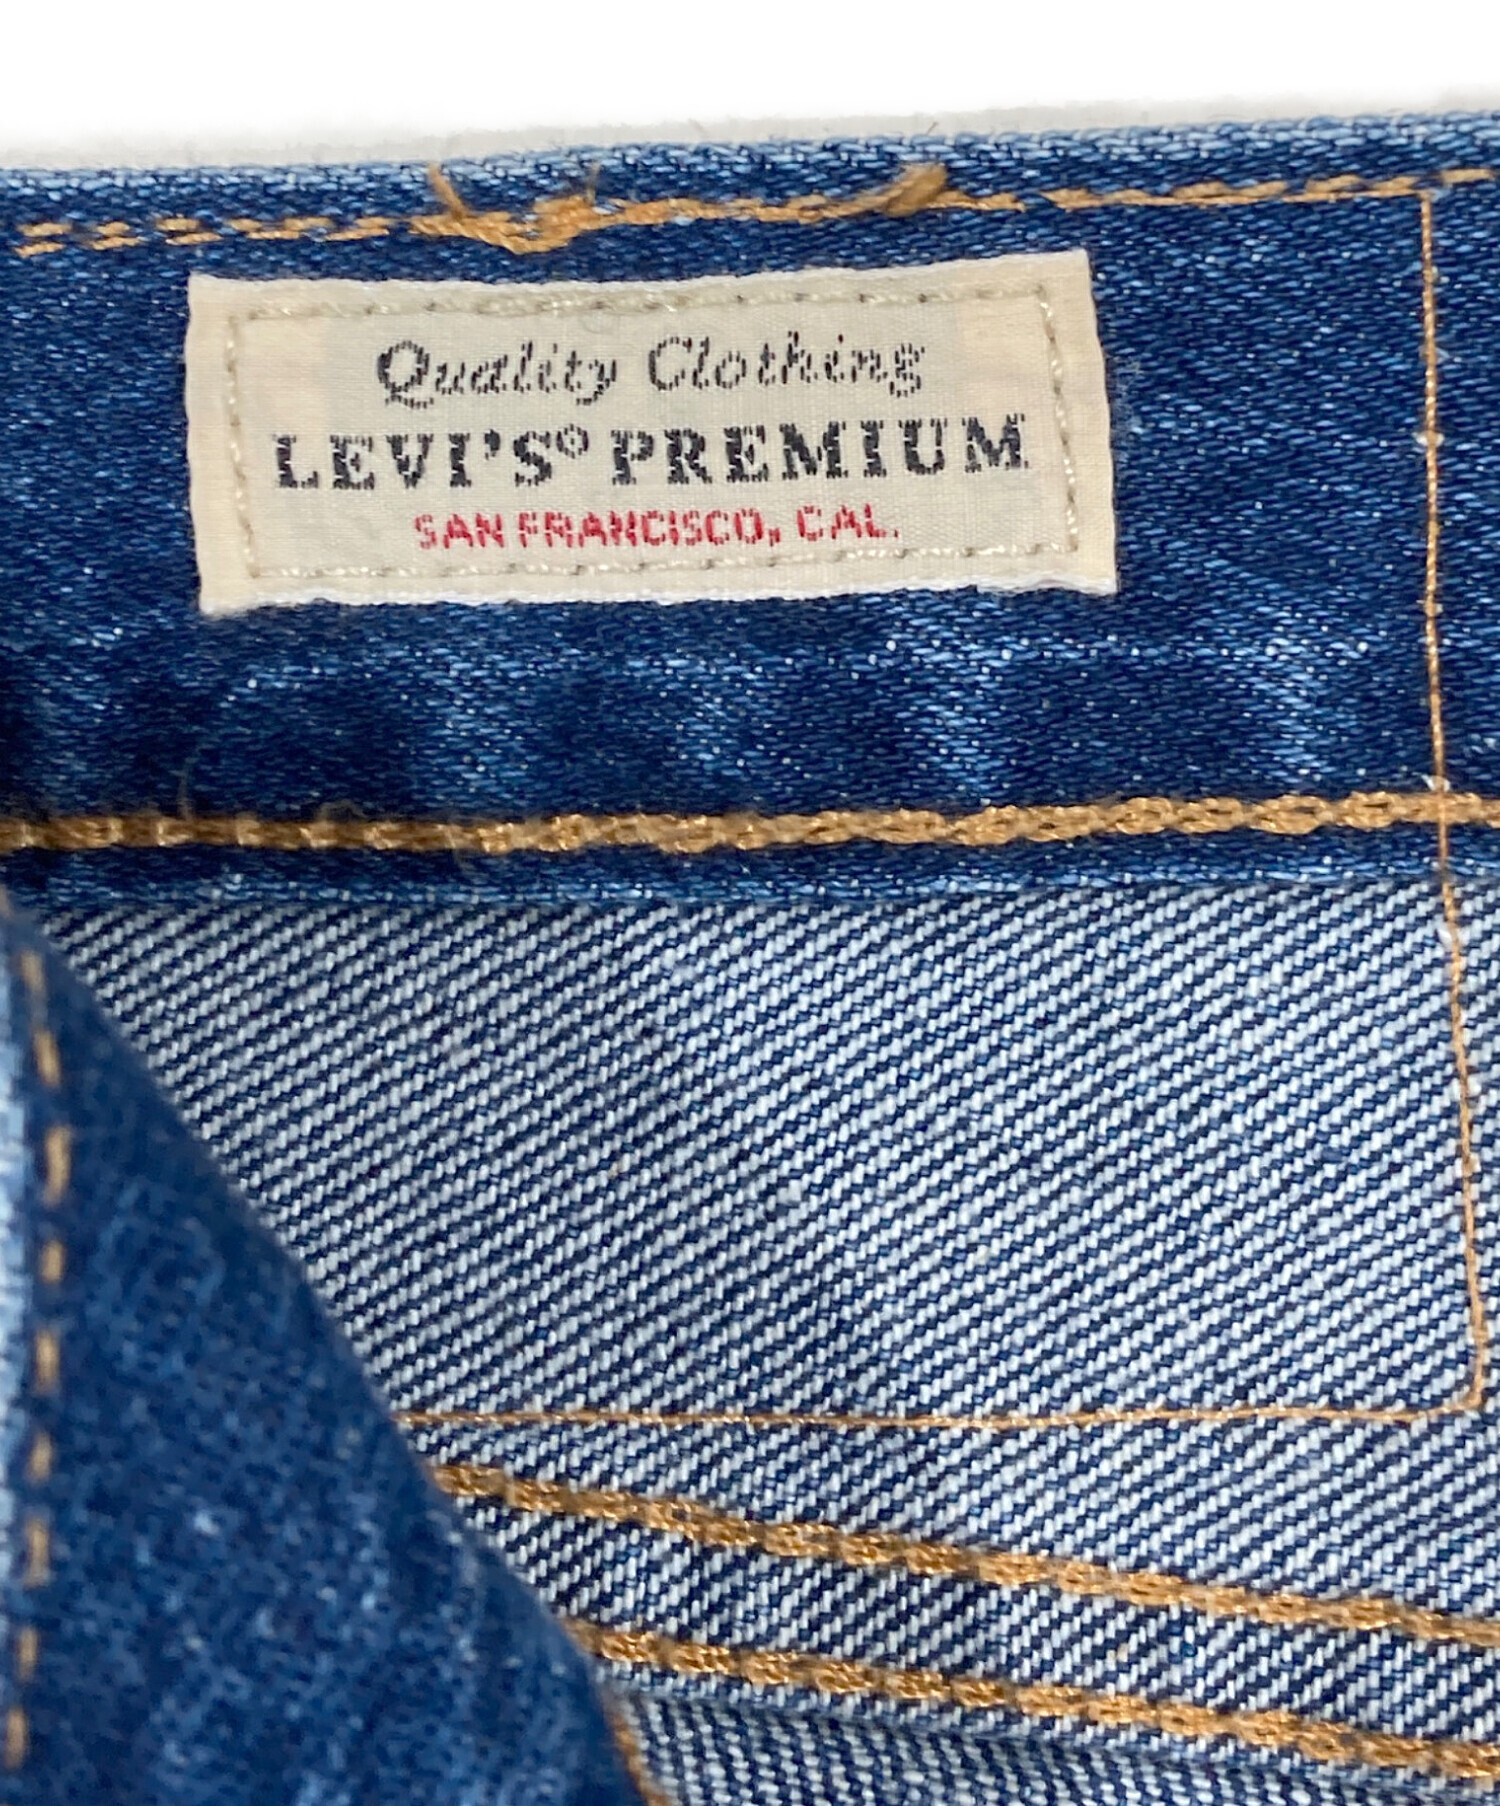 Quality Clothing
LEVI'S® PREMIUM
SAN FRANCISCO, CAL.